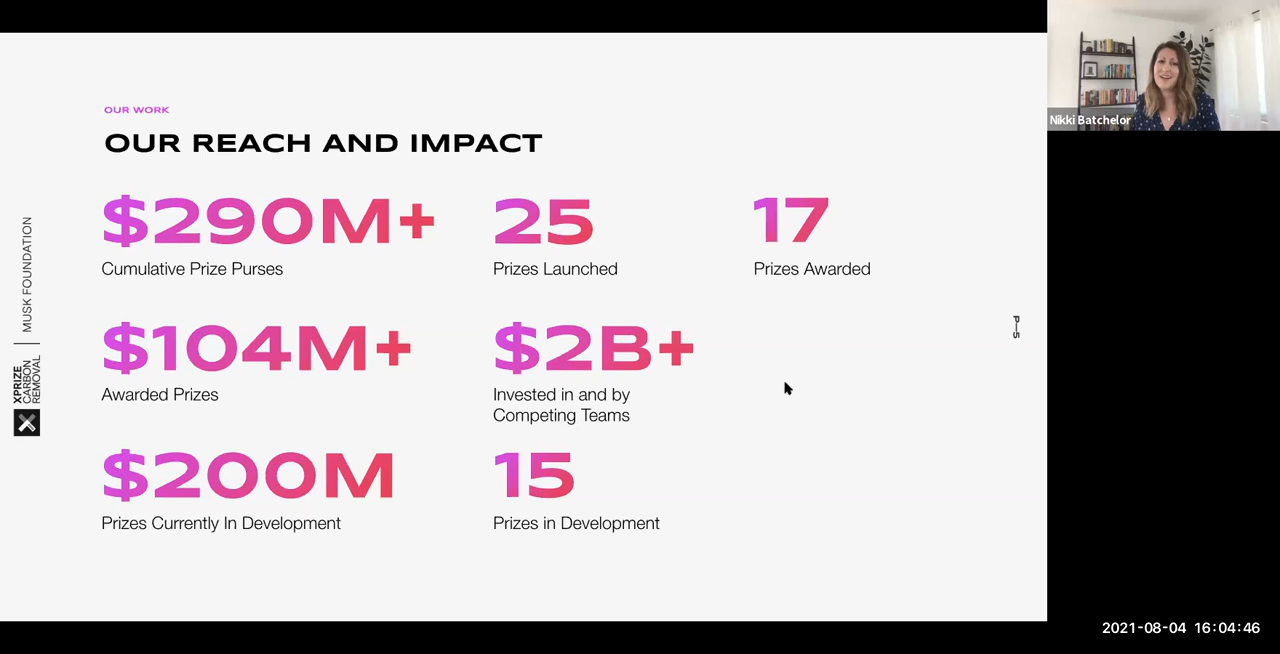 OUR WORK
OUR REACH AND IMPACT
$290M+
Cumulative Prize Purses
25
Prizes Launched
17
Prizes Awarded
$104M+
Awarded Prizes
$2B+
Invested in and by
Competing Teams
$200M
Prizes Currently In Development
15
Prizes in Development
XPRIZE
CARBON
REMOVAL
MUSK FOUNDATION
P—5
Nikki Batchelor
2021-08-04 16:04:46